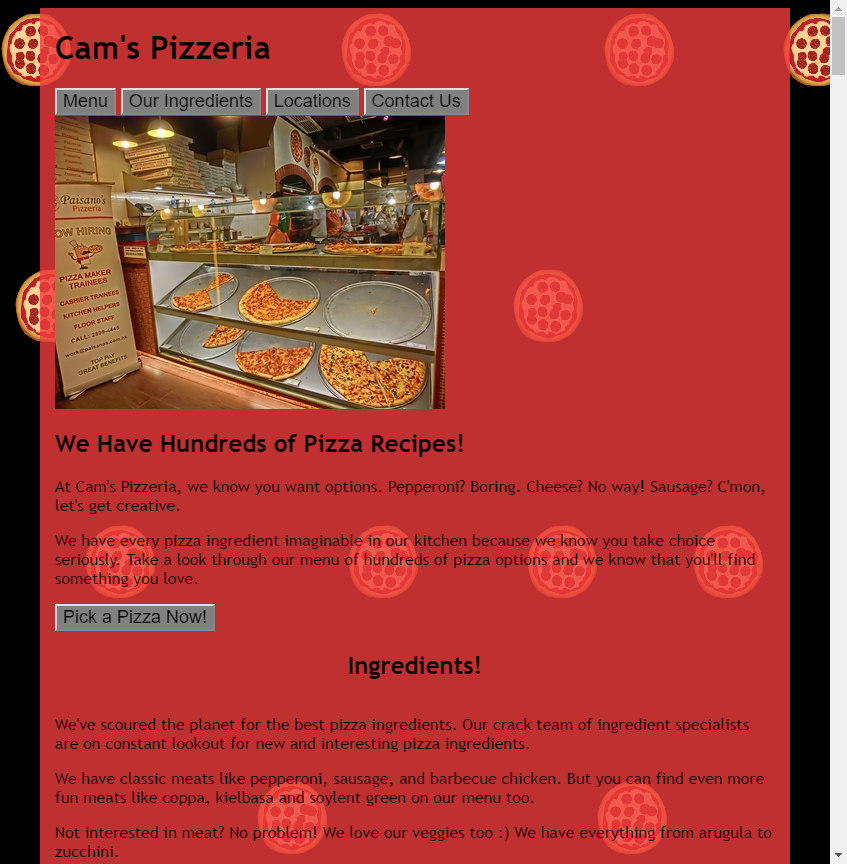 Cam's Pizzeria
Menu
Our Ingredients
Locations
Contact Us
Paisano's
Pizzeria
OW HIRING
PIZZA MAKER
TRAINEES
CASHIER TRAINEES
KITCHEN HELPERS
FLOOR STAFF
CALL: 2809-4445
work@paisanos.com.hk
TOP PAY
GREAT BENEFITS
We Have Hundreds of Pizza Recipes!
At Cam's Pizzeria, we know you want options. Pepperoni? Boring. Cheese? No way! Sausage? C'mon,
let's get creative.
We have every pizza ingredient imaginable in our kitchen because we know you take choice
seriously. Take a look through our menu of hundreds of pizza options and we know that you'll find
something you love.
Pick a Pizza Now!
Ingredients!
We've scoured the planet for the best pizza ingredients. Our crack team of ingredient specialists
are on constant lookout for new and interesting pizza ingredients.
We have classic meats like pepperoni, sausage, and barbecue chicken. But you can find even more
fun meats like coppa, kielbasa and soylent green on our menu too.
Not interested in meat? No problem! We love our veggies too :) We have everything from arugula to
zucchini.